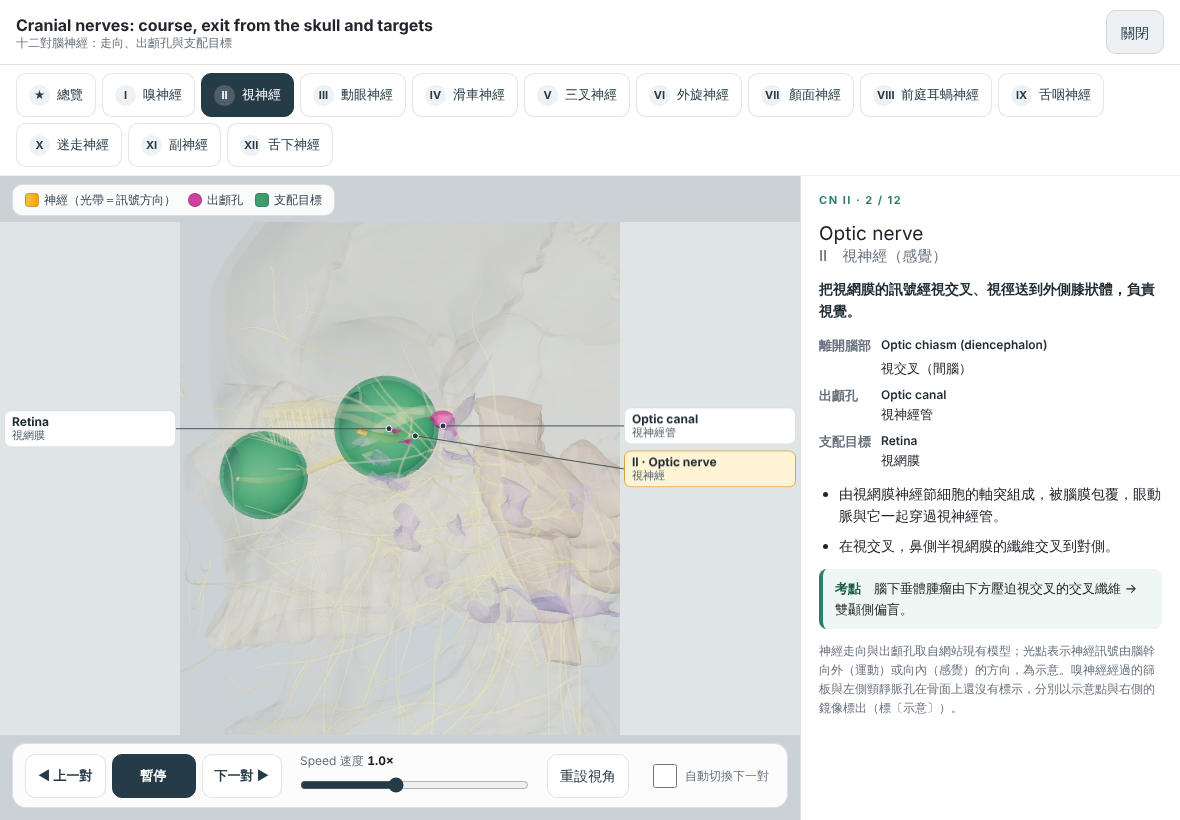 Cranial nerves: course, exit from the skull and targets
十二對腦神經：走向、出顱孔與支配目標
關閉
★ 總覽
I 嗅神經
II 視神經
III 動眼神經
IV 滑車神經
V 三叉神經
VI 外旋神經
VII 顏面神經
VIII 前庭耳蝸神經
IX 舌咽神經
X 迷走神經
XI 副神經
XII 舌下神經
神經（光帶＝訊號方向）
出顱孔
支配目標
Retina
視網膜
Optic canal
視神經管
II · Optic nerve
視神經
◀ 上一對
暫停
下一對 ▶
Speed 速度 1.0×
重設視角
自動切換下一對
CN II · 2 / 12
Optic nerve
II 視神經（感覺）
把視網膜的訊號經視交叉、視徑送到外側膝狀體，負責
視覺。
離開腦部 Optic chiasm (diencephalon)
視交叉（間腦）
出顱孔 Optic canal
視神經管
支配目標 Retina
視網膜
• 由視網膜神經節細胞的軸突組成，被腦膜包覆，眼動
脈與它一起穿過視神經管。
• 在視交叉，鼻側半視網膜的纖維交叉到對側。
考點 腦下垂體腫瘤由下方壓迫視交叉的交叉纖維 →
雙顳側偏盲。
神經走向與出顱孔取自網站現有模型；光點表示神經訊號由腦幹
向外（運動）或向內（感覺）的方向，為示意。嗅神經經過的篩
板與左側頸靜脈孔在骨面上還沒有標示，分別以示意點與右側的
鏡像標出（標〔示意〕）。